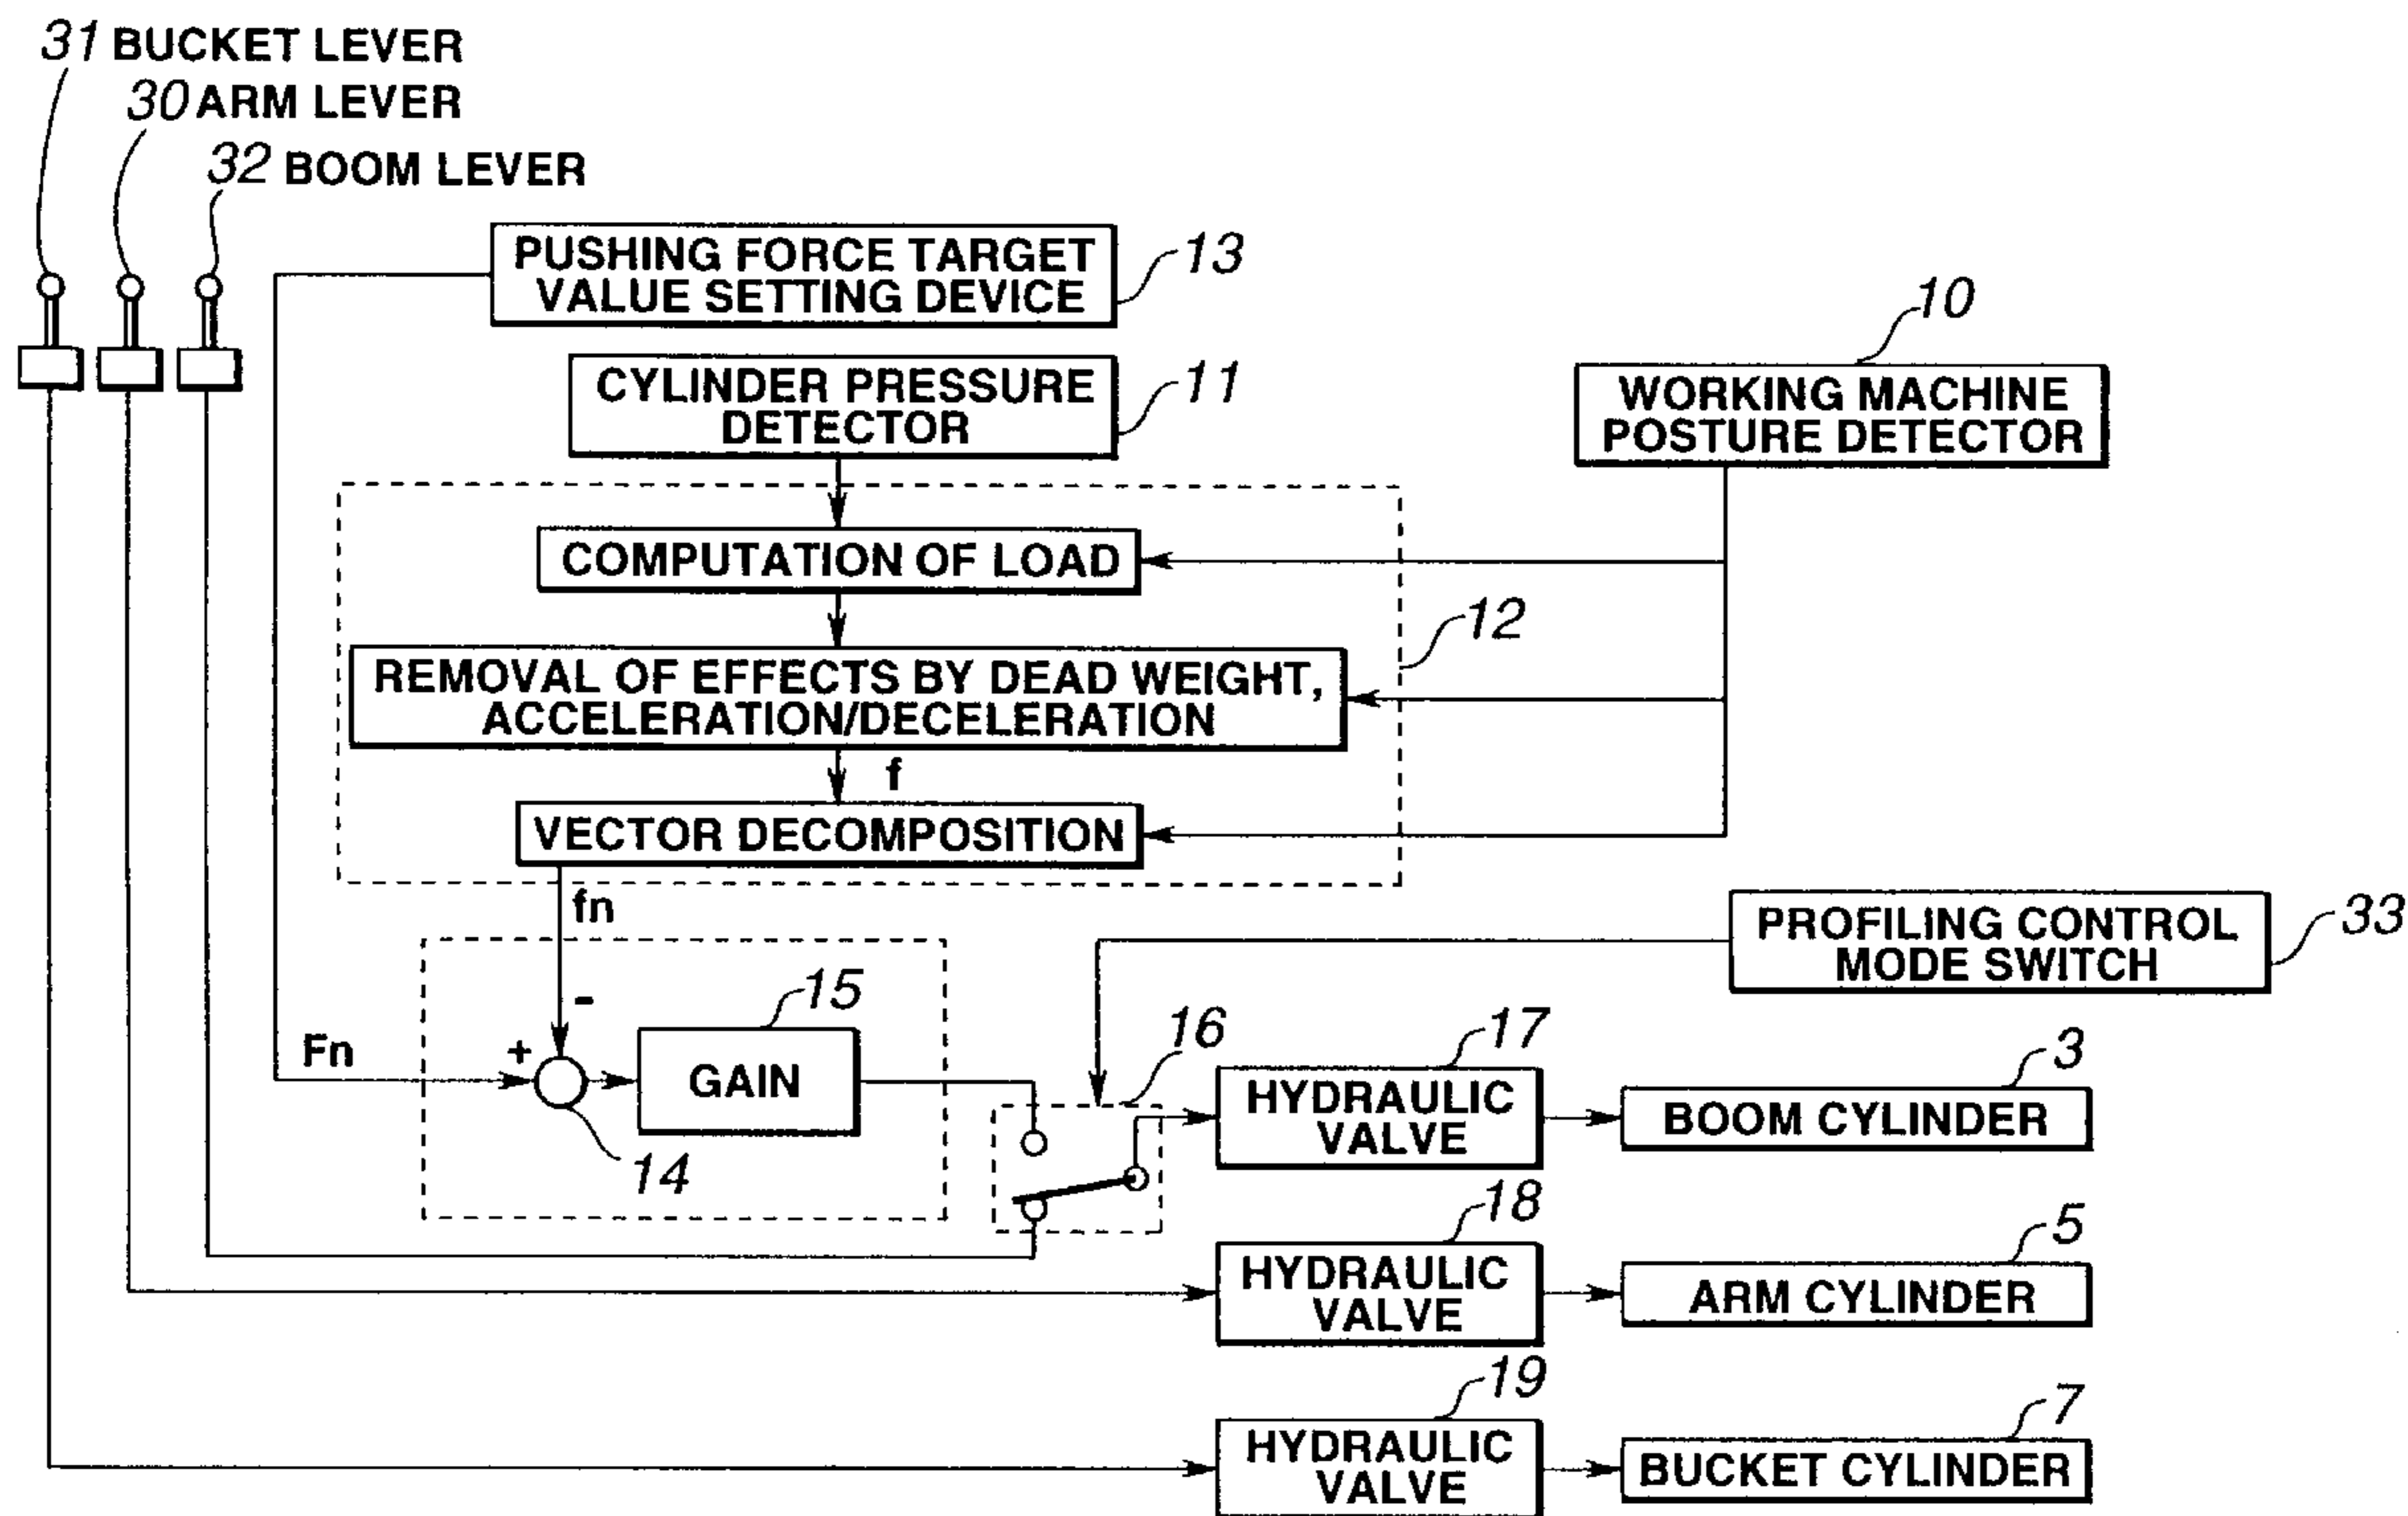 31 BUCKET LEVER
30 ARM LEVER
32 BOOM LEVER
PUSHING FORCE TARGET
VALUE SETTING DEVICE
13
10
CYLINDER PRESSURE
DETECTOR
11
WORKING MACHINE
POSTURE DETECTOR
COMPUTATION OF LOAD
12
REMOVAL OF EFFECTS BY DEAD WEIGHT,
ACCELERATION/DECELERATION
f
VECTOR DECOMPOSITION
fn
PROFILING CONTROL
MODE SWITCH
33
-
15
Fn
+
GAIN
14
16
17
HYDRAULIC
VALVE
3
BOOM CYLINDER
18
HYDRAULIC
VALVE
5
ARM CYLINDER
19
HYDRAULIC
VALVE
7
BUCKET CYLINDER